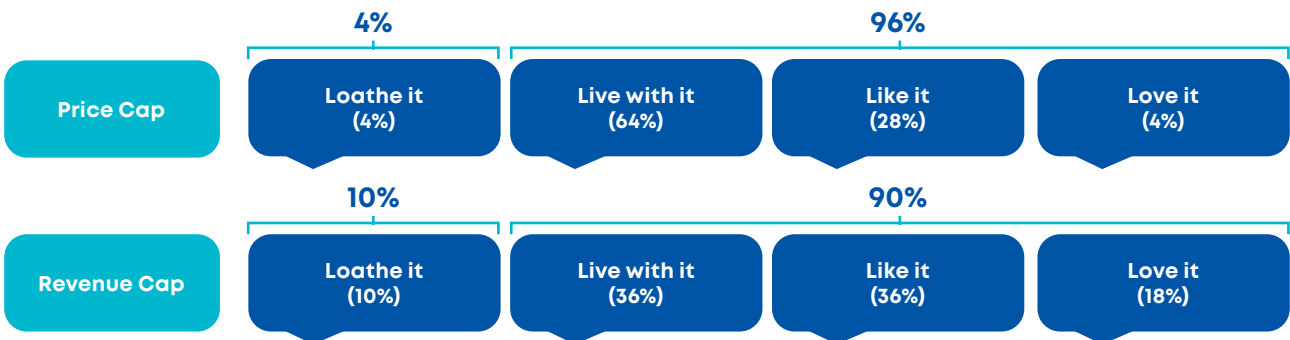 4%
96%
Price Cap
Loathe it
(4%)
Live with it
(64%)
Like it
(28%)
Love it
(4%)
10%
90%
Revenue Cap
Loathe it
(10%)
Live with it
(36%)
Like it
(36%)
Love it
(18%)